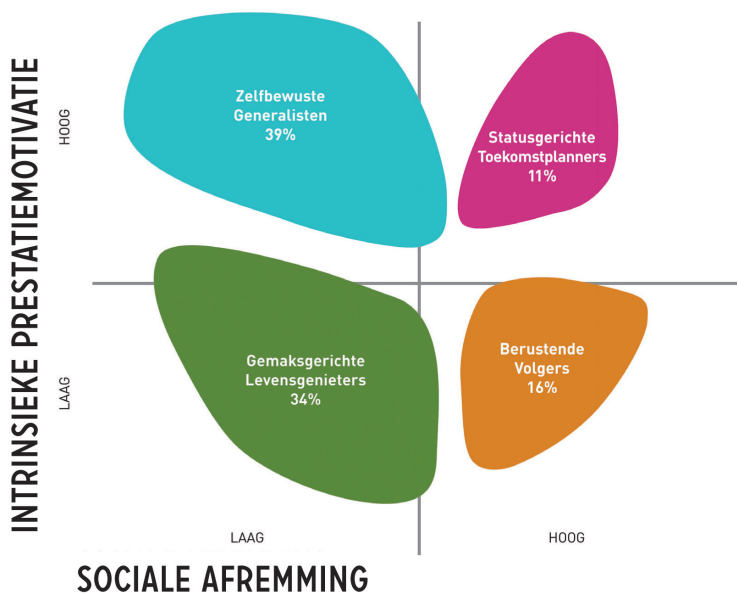 INTRINSIEKE PRESTATIEMOTIVATIE
HOOG
LAAG
Zelfbewuste
Generalisten
39%
Statusgerichte
Toekomstplanners
11%
Gemaksgerichte
Levensgenieters
34%
Berustende
Volgers
16%
LAAG
HOOG
SOCIALE AFREMMING